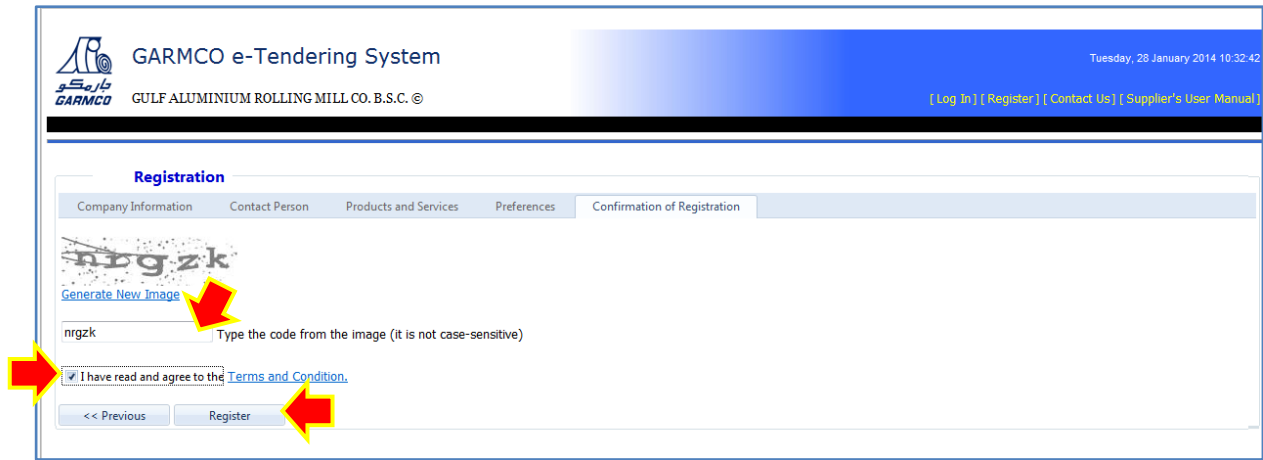 GARMCO e-Tendering System
Tuesday, 28 January 2014 10:32:42
جارمكو
GARMCO
GULF ALUMINIUM ROLLING MILL CO. B.S.C. ©
[ Log In ] [ Register ] [ Contact Us ] [ Supplier's User Manual ]
Registration
Company Information Contact Person Products and Services Preferences Confirmation of Registration
nrgzk
Generate New Image
nrgzk Type the code from the image (it is not case-sensitive)
I have read and agree to the Terms and Condition.
<< Previous Register